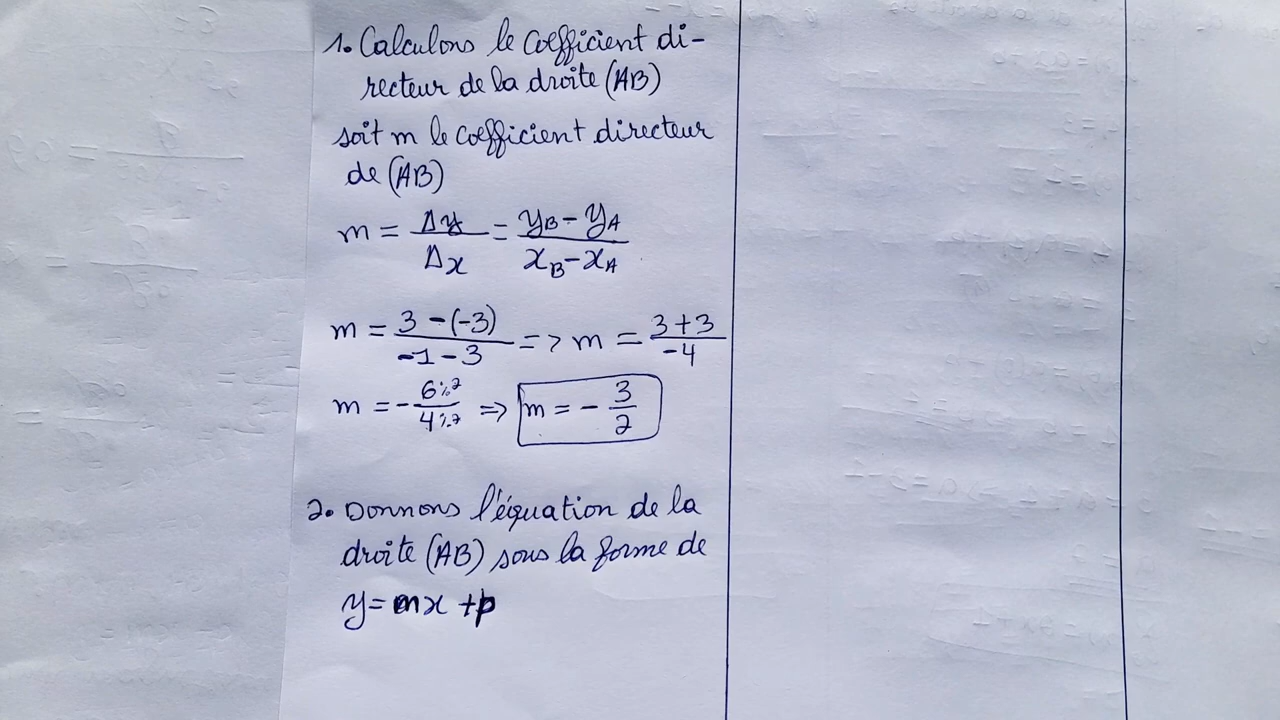 1. Calculons le coefficient di-
recteur de la droite (AB)
soit m le coefficient directeur
de (AB)
m = Δy/Δx = (yB - yA)/(xB - xA)
m = (3 - (-3))/(-1 - 3) => m = (3+3)/(-4)
m = - (6÷2)/(4÷2) => m = - 3/2
2. Donnons l'équation de la
droite (AB) sous la forme de
y = mx + p